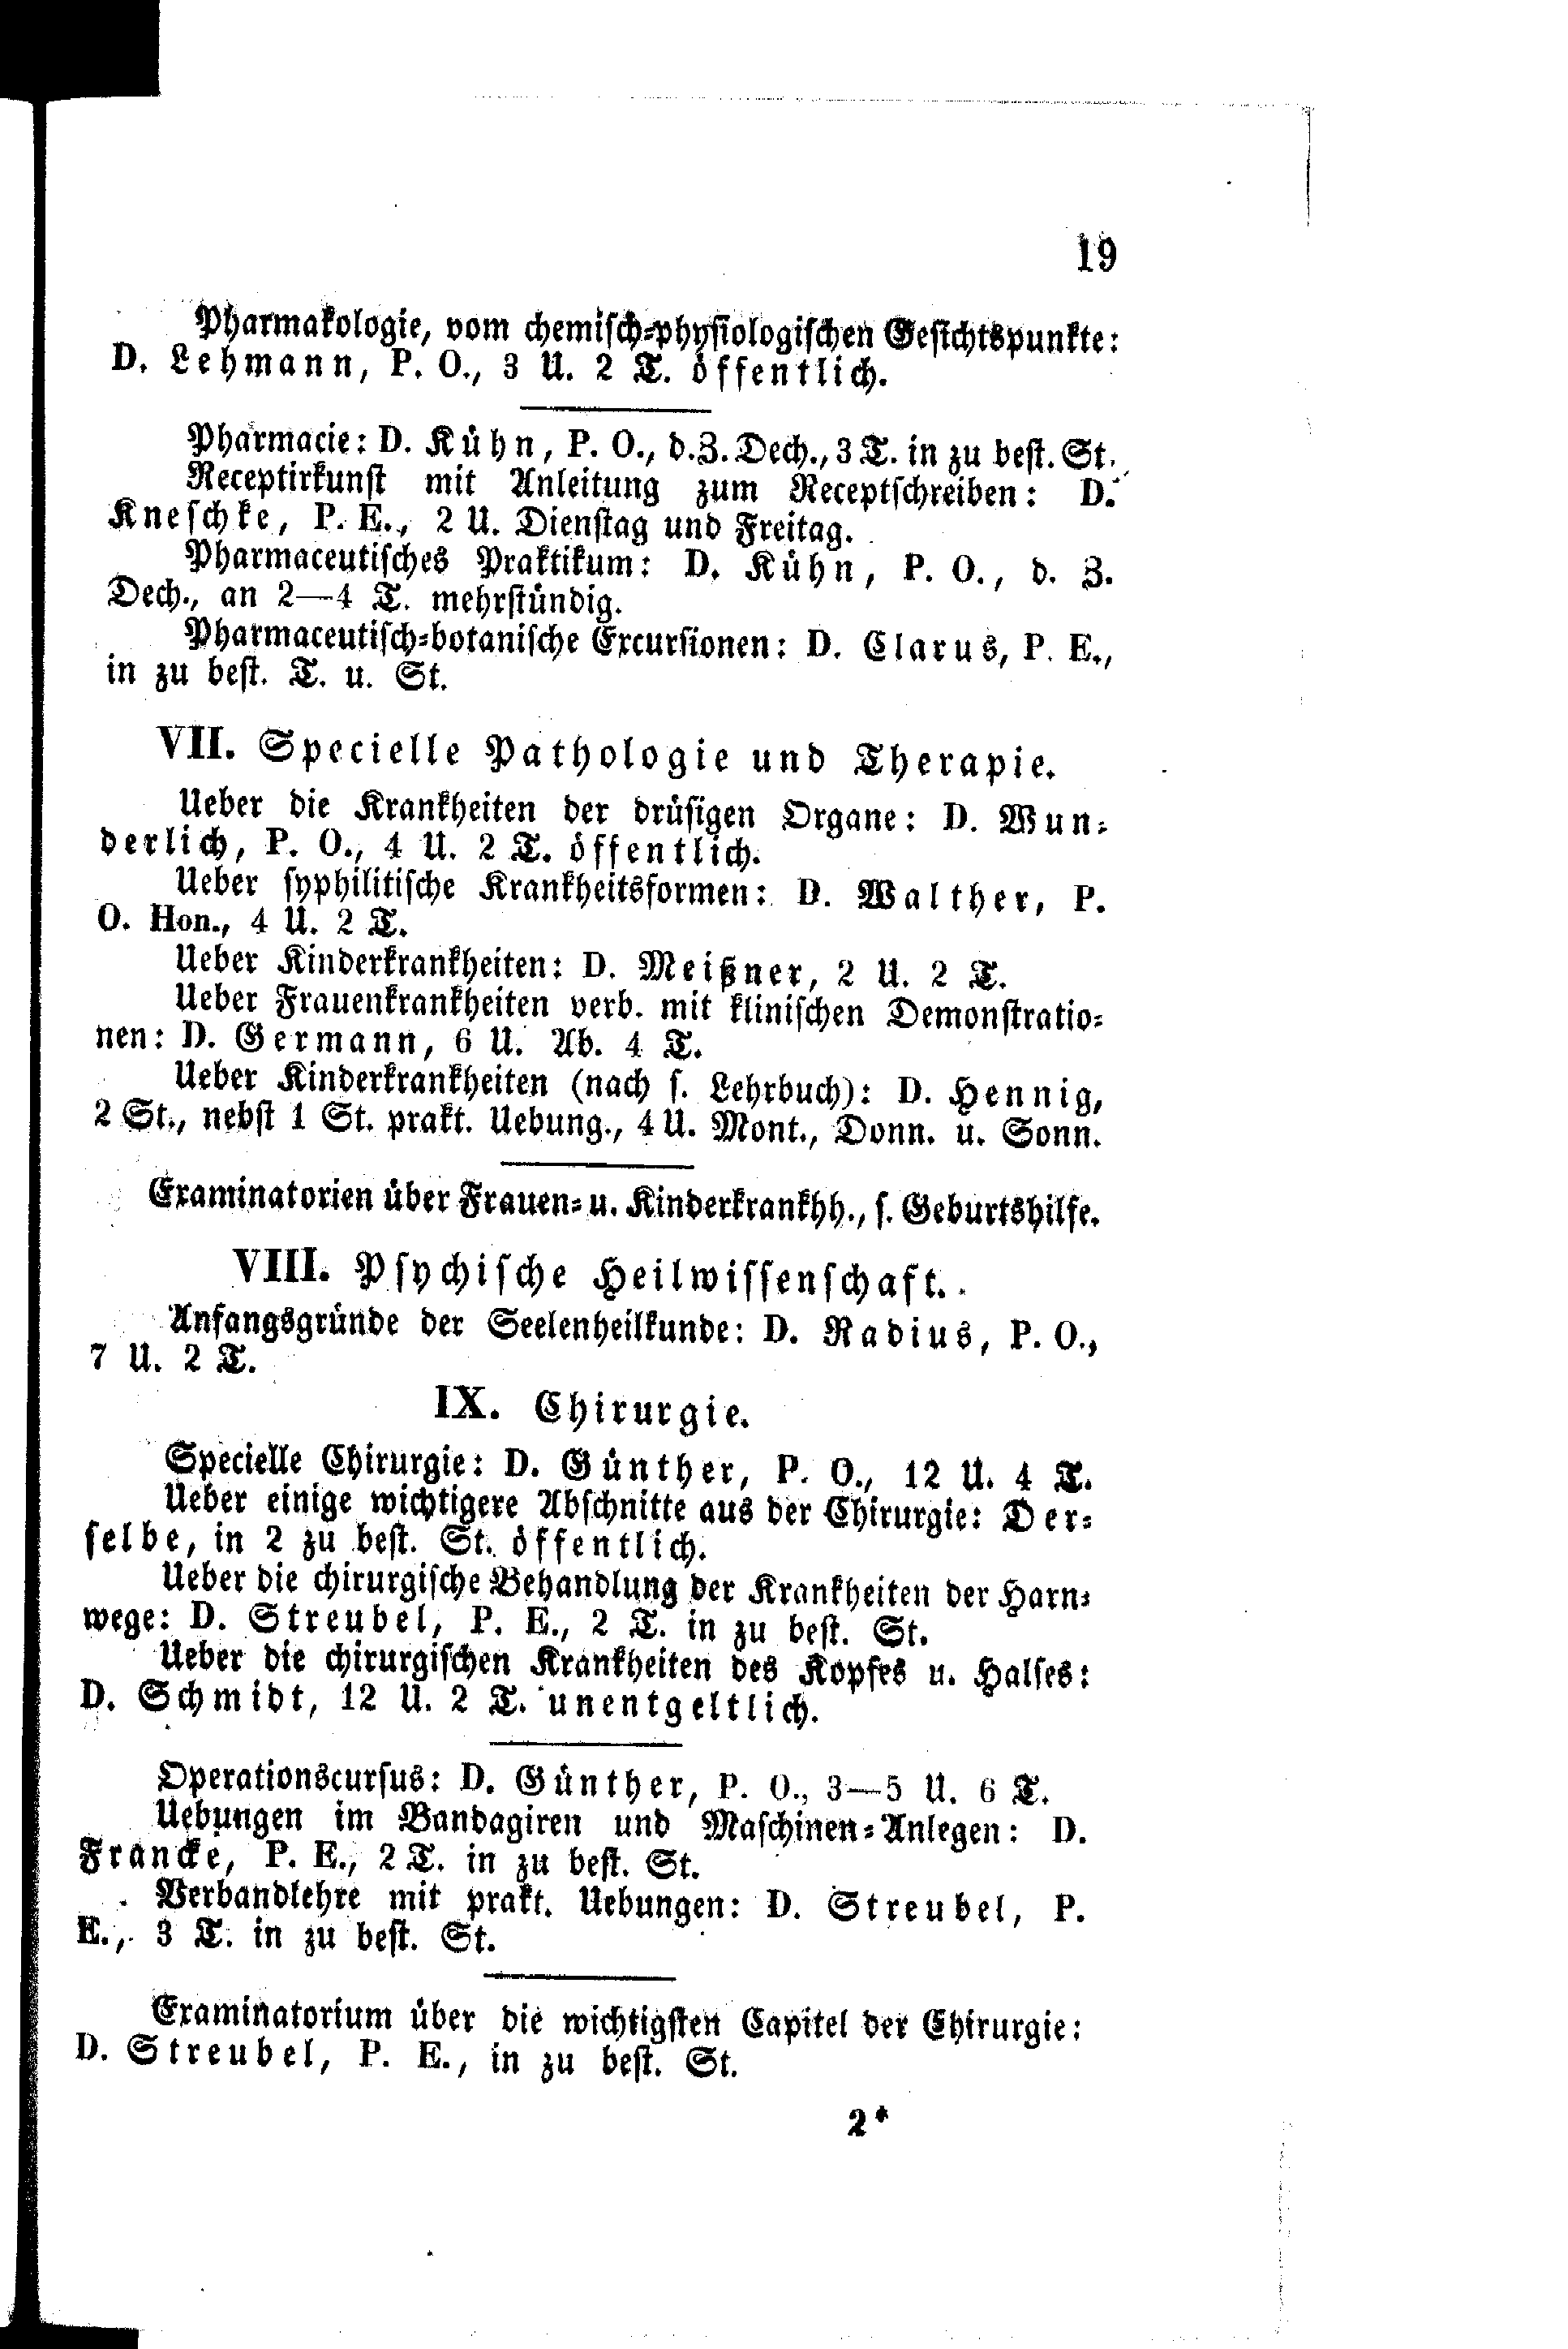 19
Pharmakologie, vom chemisch-physiologischen Gesichtspunkte:
D. Lehmann, P. O., 3 U. 2 T. öffentlich.
Pharmacie: D. Kühn, P. O., d. Z. Dech., 3 T. in zu best. St.
Receptirkunst mit Anleitung zum Receptschreiben: D.
Kneschke, P. E., 2 U. Dienstag und Freitag.
Pharmaceutisches Praktikum: D. Kühn, P. O., d. Z.
Dech., an 2—4 T. mehrstündig.
Pharmaceutisch-botanische Excursionen: D. Clarus, P. E.,
in zu best. T. u. St.
VII. Specielle Pathologie und Therapie.
Ueber die Krankheiten der drüsigen Organe: D. Wun-
derlich, P. O., 4 U. 2 T. öffentlich.
Ueber syphilitische Krankheitsformen: D. Walther, P.
O. Hon., 4 U. 2 T.
Ueber Kinderkrankheiten: D. Meißner, 2 U. 2 T.
Ueber Frauenkrankheiten verb. mit klinischen Demonstratio-
nen: D. Germann, 6 U. Ab. 4 T.
Ueber Kinderkrankheiten (nach s. Lehrbuch): D. Hennig,
2 St., nebst 1 St. prakt. Uebung., 4 U. Mont., Donn. u. Sonn.
Examinatorien über Frauen- u. Kinderkrankhh., s. Geburtshilfe.
VIII. Psychische Heilwissenschaft.
Anfangsgründe der Seelenheilkunde: D. Radius, P. O.,
7 U. 2 T.
IX. Chirurgie.
Specielle Chirurgie: D. Günther, P. O., 12 U. 4 T.
Ueber einige wichtigere Abschnitte aus der Chirurgie: Der-
selbe, in 2 zu best. St. öffentlich.
Ueber die chirurgische Behandlung der Krankheiten der Harn-
wege: D. Streubel, P. E., 2 T. in zu best. St.
Ueber die chirurgischen Krankheiten des Kopfes u. Halses:
D. Schmidt, 12 U. 2 T. unentgeltlich.
Operationscursus: D. Günther, P. O., 3—5 U. 6 T.
Uebungen im Bandagiren und Maschinen-Anlegen: D.
Francke, P. E., 2 T. in zu best. St.
Verbandlehre mit prakt. Uebungen: D. Streubel, P.
E., 3 T. in zu best. St.
Examinatorium über die wichtigsten Capitel der Chirurgie:
D. Streubel, P. E., in zu best. St.
2*